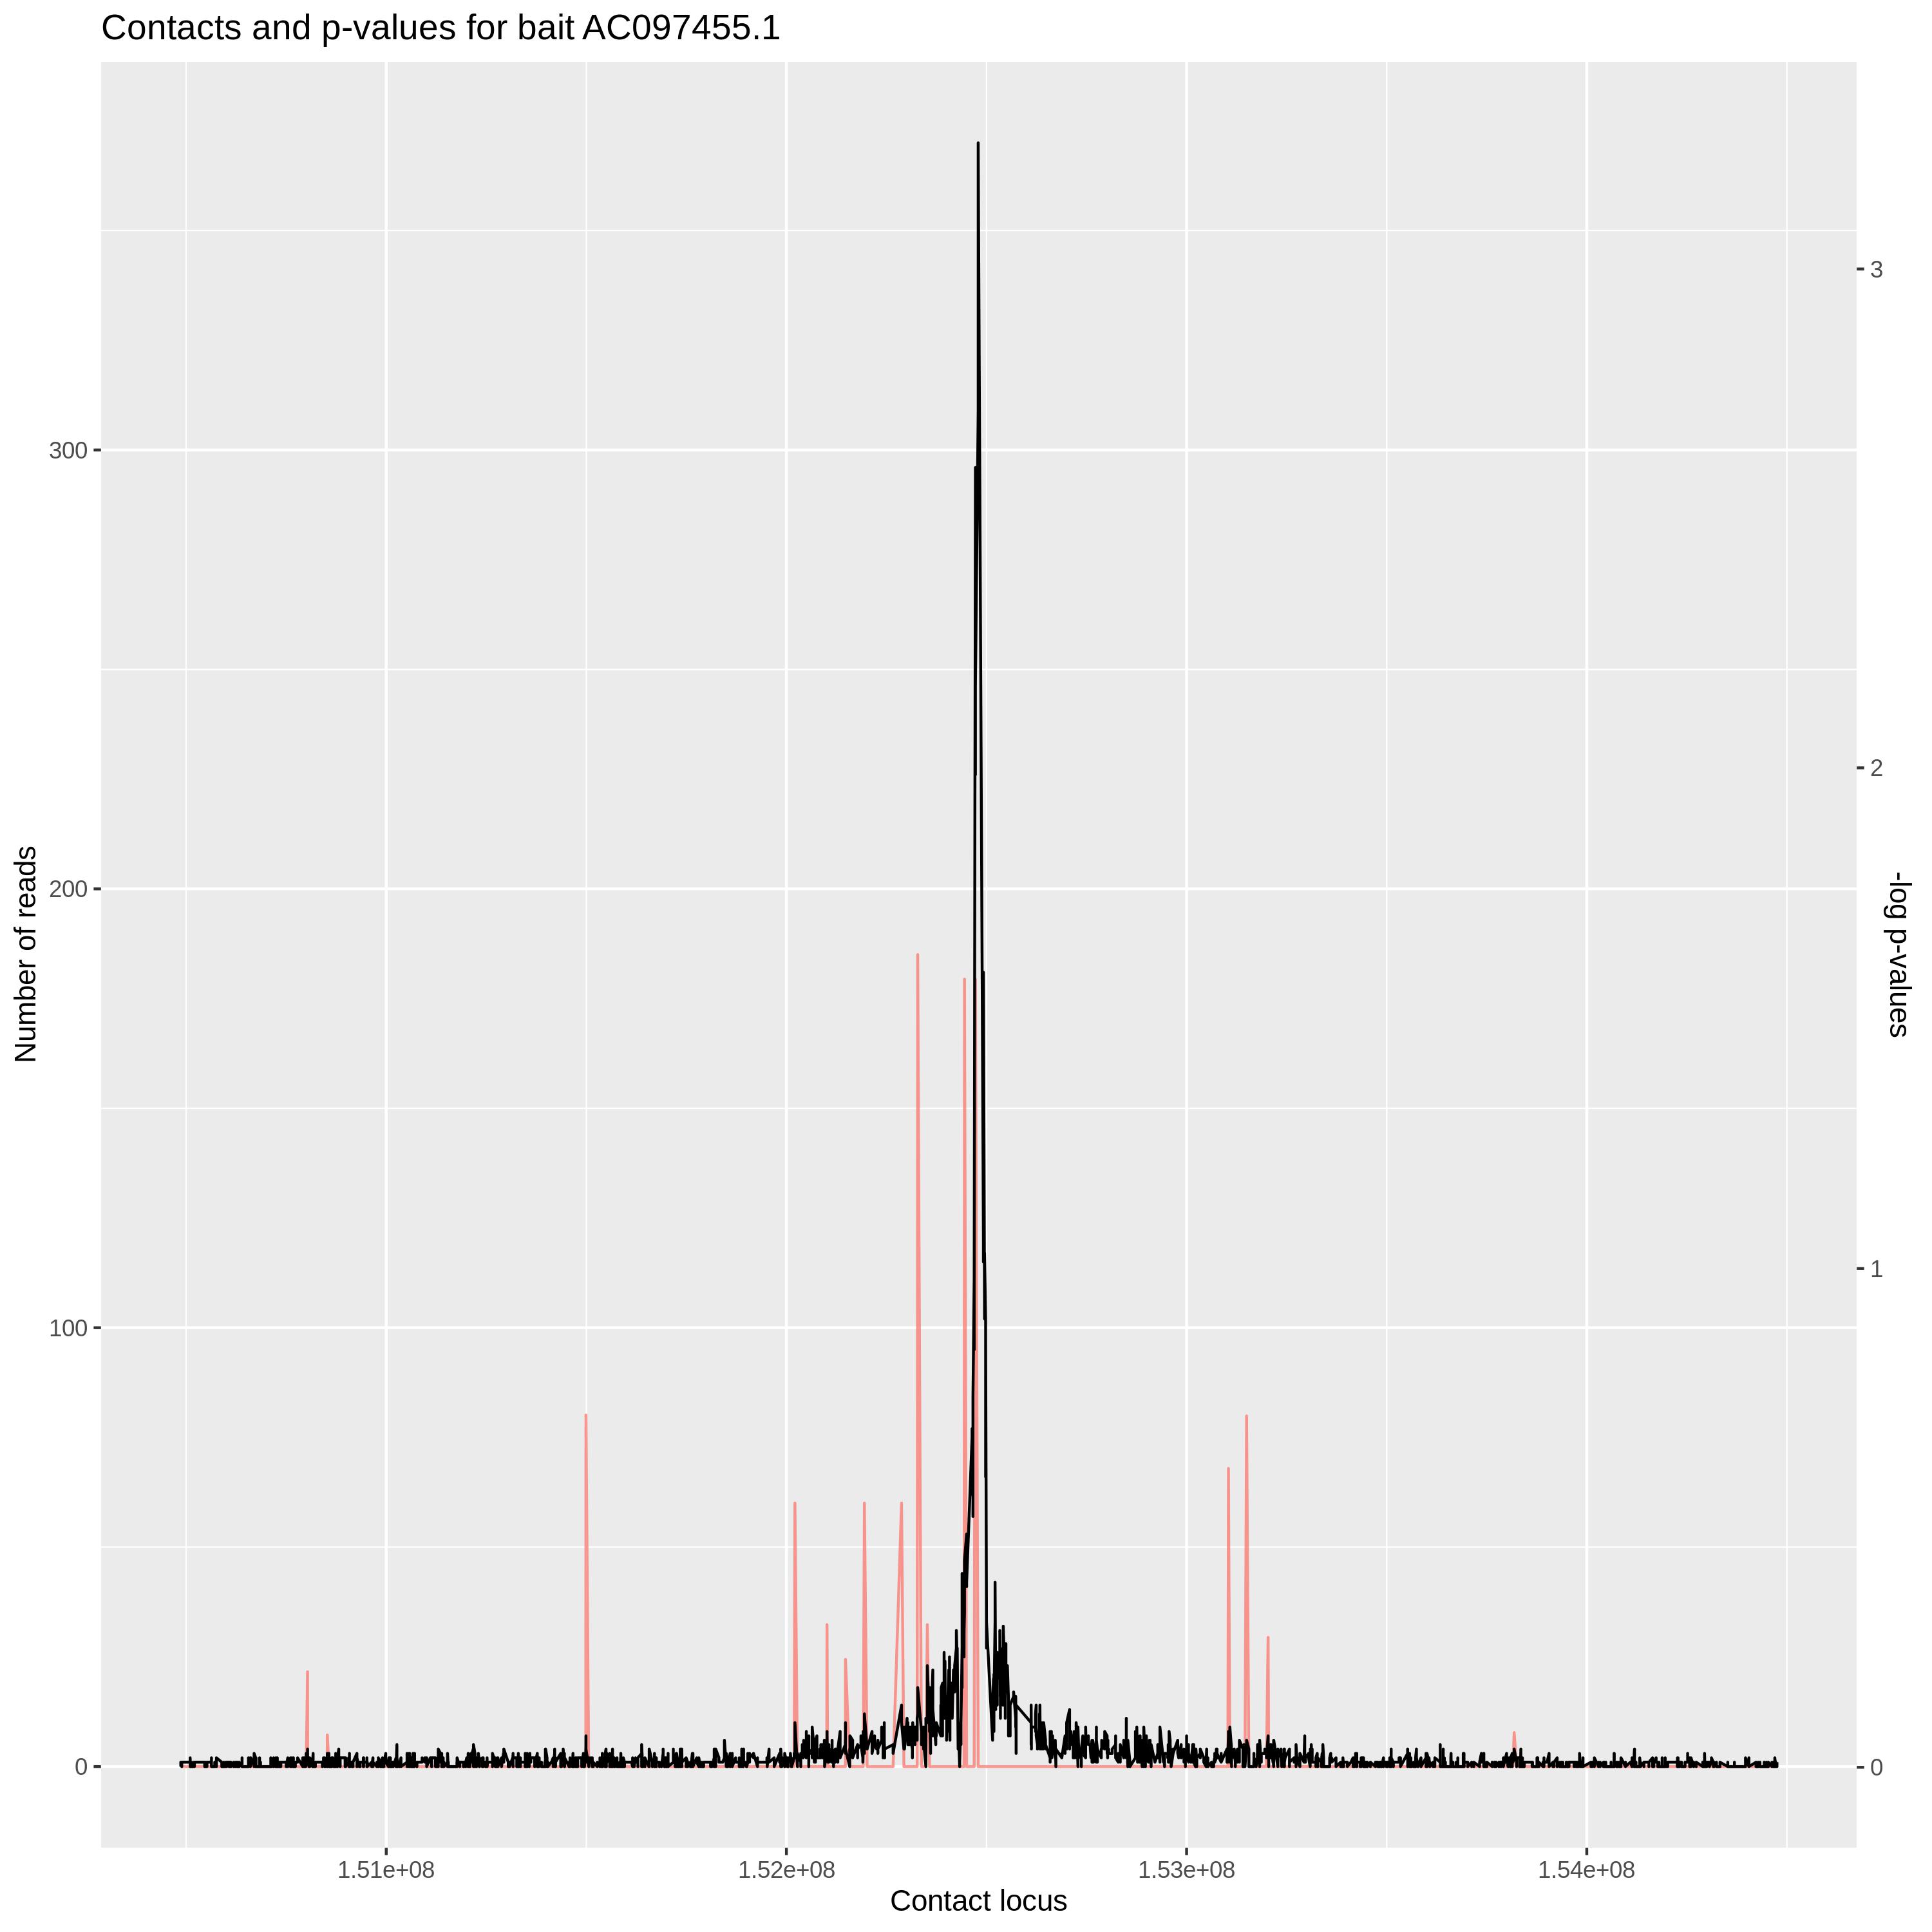 Contacts and p-values for bait AC097455.1
Number of reads
300
200
100
0
3
2
1
0
-log p-values
1.51e+08
1.52e+08
1.53e+08
1.54e+08
Contact locus